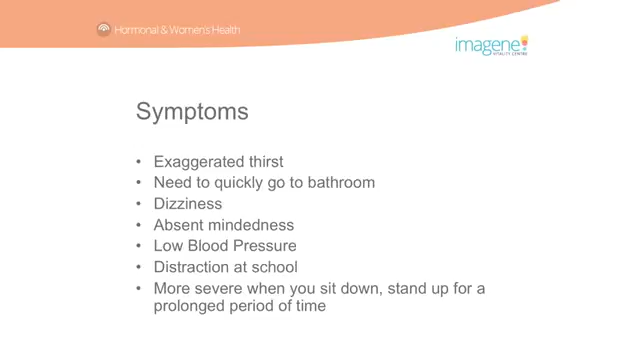 Hormonal & Women's Health
imagene
VITALITY CENTRE
Symptoms
• Exaggerated thirst
• Need to quickly go to bathroom
• Dizziness
• Absent mindedness
• Low Blood Pressure
• Distraction at school
• More severe when you sit down, stand up for a
prolonged period of time